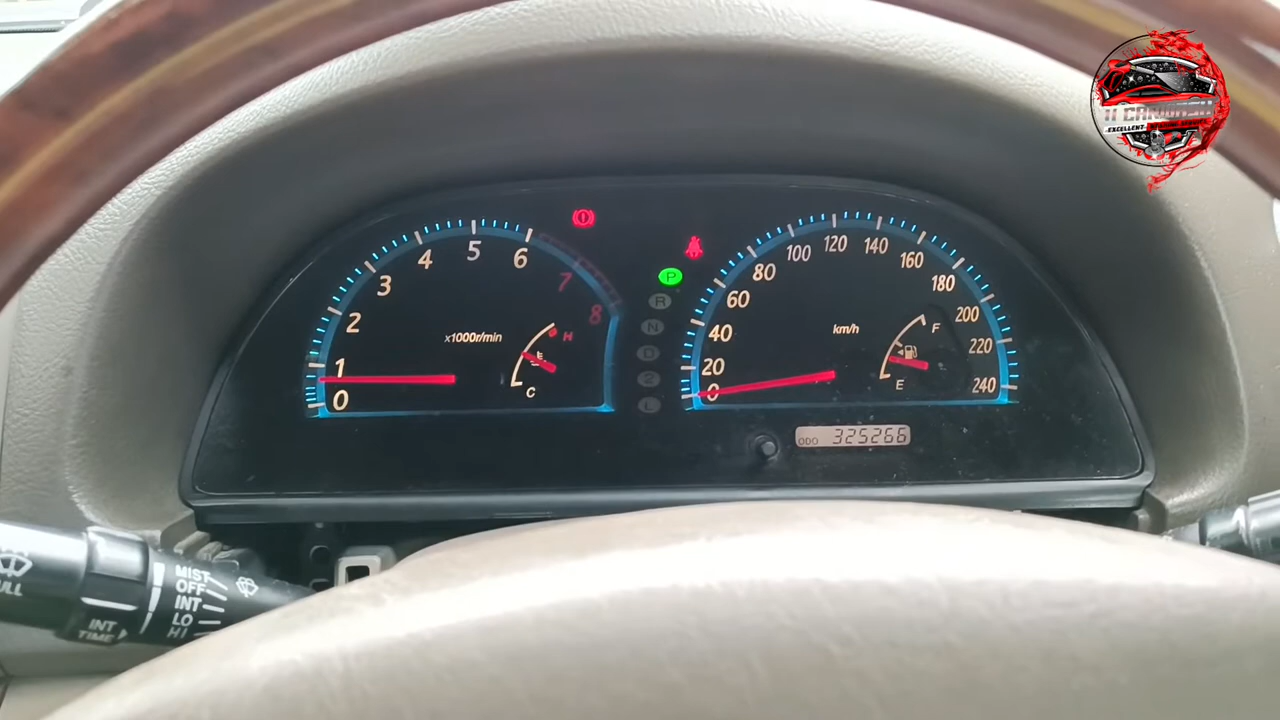 0
1
2
3
4
5
6
7
8
x1000r/min
H
C
P
R
N
D
2
L
0
20
40
60
80
100
120
140
160
180
200
220
240
km/h
F
E
ODO 325266
MIST
OFF
INT
LO
HI
INT
TIME
EXCELLENT